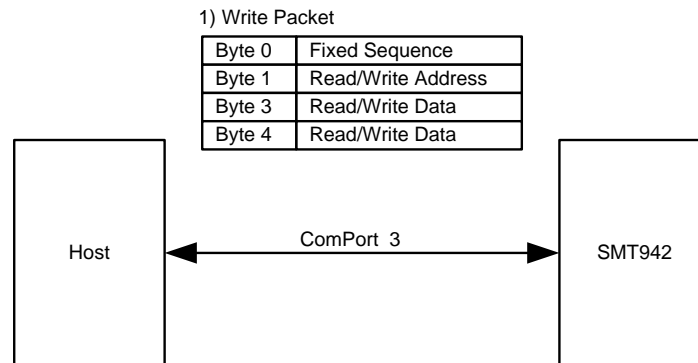 1) Write Packet
Byte 0 Fixed Sequence
Byte 1 Read/Write Address
Byte 3 Read/Write Data
Byte 4 Read/Write Data
Host
ComPort 3
SMT942